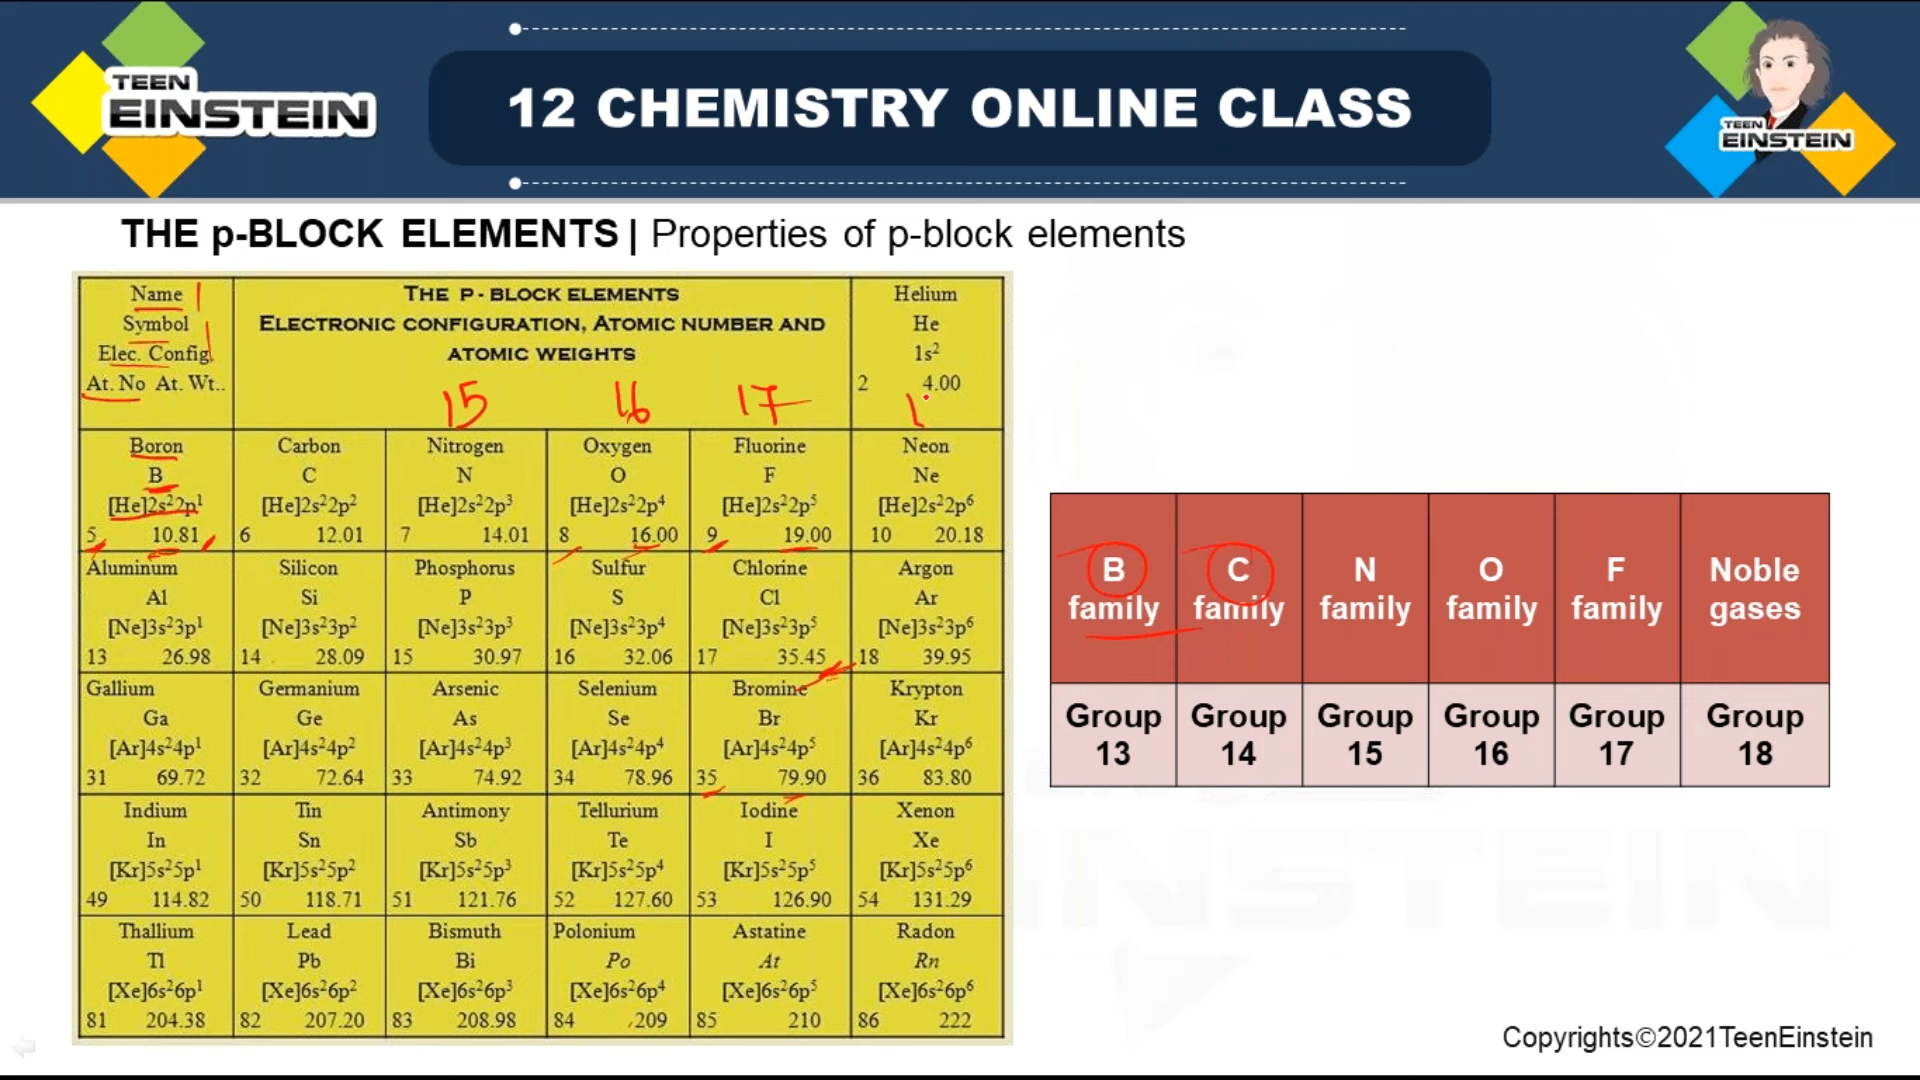 TEEN
EINSTEIN
12 CHEMISTRY ONLINE CLASS
TEEN
EINSTEIN
THE p-BLOCK ELEMENTS | Properties of p-block elements
Name
Symbol
Elec. Config.
At. No At. Wt..
THE P - BLOCK ELEMENTS
ELECTRONIC CONFIGURATION, ATOMIC NUMBER AND
ATOMIC WEIGHTS
15 16 17 1
Helium
He
1s²
2 4.00
Boron
B
[He]2s²2p¹
5 10.81
Carbon
C
[He]2s²2p²
6 12.01
Nitrogen
N
[He]2s²2p³
7 14.01
Oxygen
O
[He]2s²2p⁴
8 16.00
Fluorine
F
[He]2s²2p⁵
9 19.00
Neon
Ne
[He]2s²2p⁶
10 20.18
Aluminum
Al
[Ne]3s²3p¹
13 26.98
Silicon
Si
[Ne]3s²3p²
14 28.09
Phosphorus
P
[Ne]3s²3p³
15 30.97
Sulfur
S
[Ne]3s²3p⁴
16 32.06
Chlorine
Cl
[Ne]3s²3p⁵
17 35.45
Argon
Ar
[Ne]3s²3p⁶
18 39.95
Gallium
Ga
[Ar]4s²4p¹
31 69.72
Germanium
Ge
[Ar]4s²4p²
32 72.64
Arsenic
As
[Ar]4s²4p³
33 74.92
Selenium
Se
[Ar]4s²4p⁴
34 78.96
Bromine
Br
[Ar]4s²4p⁵
35 79.90
Krypton
Kr
[Ar]4s²4p⁶
36 83.80
Indium
In
[Kr]5s²5p¹
49 114.82
Tin
Sn
[Kr]5s²5p²
50 118.71
Antimony
Sb
[Kr]5s²5p³
51 121.76
Tellurium
Te
[Kr]5s²5p⁴
52 127.60
Iodine
I
[Kr]5s²5p⁵
53 126.90
Xenon
Xe
[Kr]5s²5p⁶
54 131.29
Thallium
Tl
[Xe]6s²6p¹
81 204.38
Lead
Pb
[Xe]6s²6p²
82 207.20
Bismuth
Bi
[Xe]6s²6p³
83 208.98
Polonium
Po
[Xe]6s²6p⁴
84 209
Astatine
At
[Xe]6s²6p⁵
85 210
Radon
Rn
[Xe]6s²6p⁶
86 222
B
family
C
family
N
family
O
family
F
family
Noble
gases
Group
13
Group
14
Group
15
Group
16
Group
17
Group
18
EINSTEIN
Copyrights©2021TeenEinstein